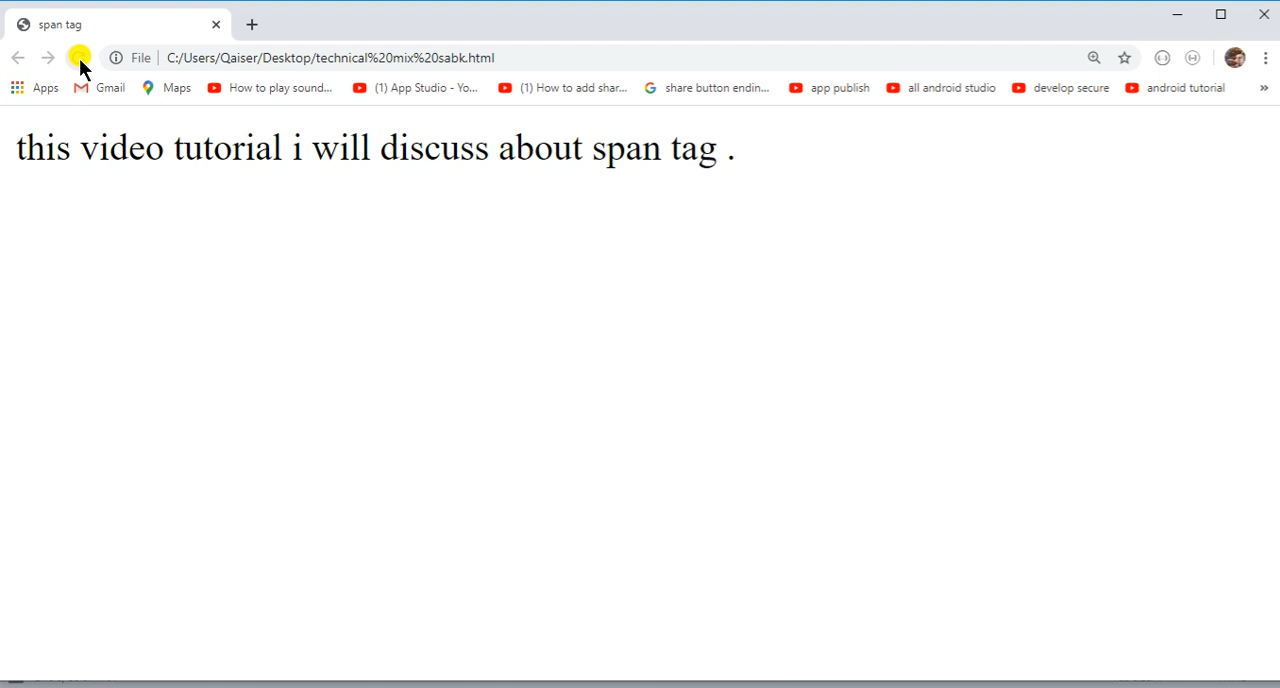 span tag
File C:/Users/Qaiser/Desktop/technical%20mix%20sabk.html
Apps Gmail Maps How to play sound... (1) App Studio - Yo... (1) How to add shar... share button endin... app publish all android studio develop secure android tutorial »
this video tutorial i will discuss about span tag .